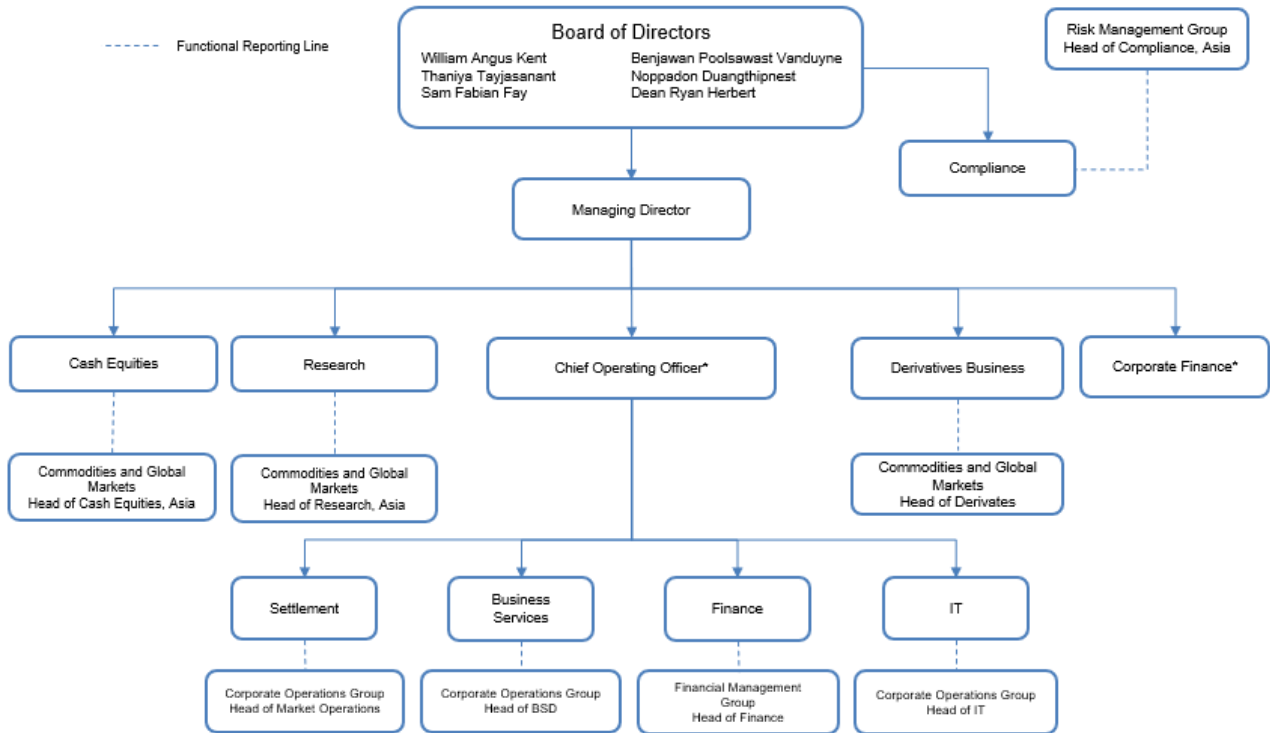 Functional Reporting Line
Board of Directors
William Angus Kent
Thaniya Tayjasanant
Sam Fabian Fay
Benjawan Poolsawast Vanduyne
Noppadon Duangthipnest
Dean Ryan Herbert
Risk Management Group
Head of Compliance, Asia
Compliance
Managing Director
Cash Equities
Research
Chief Operating Officer*
Derivatives Business
Corporate Finance*
Commodities and Global
Markets
Head of Cash Equities, Asia
Commodities and Global
Markets
Head of Research, Asia
Commodities and Global
Markets
Head of Derivates
Settlement
Business
Services
Finance
IT
Corporate Operations Group
Head of Market Operations
Corporate Operations Group
Head of BSD
Financial Management
Group
Head of Finance
Corporate Operations Group
Head of IT